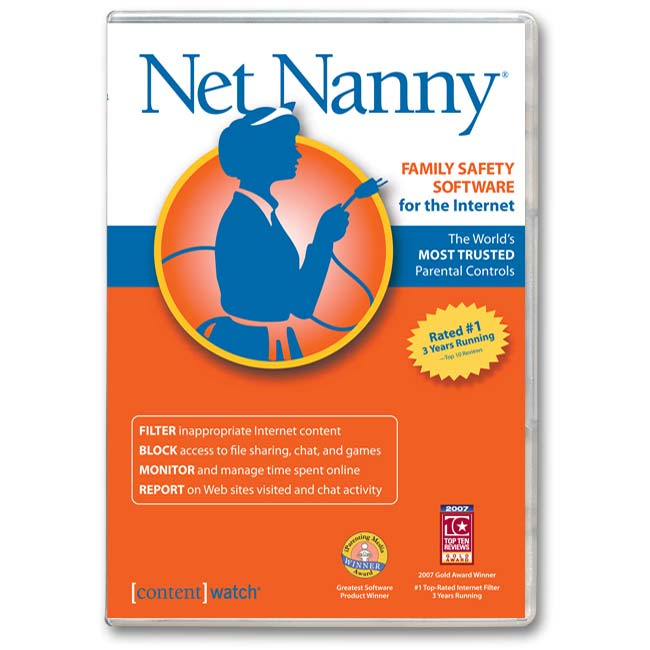 Net Nanny®
FAMILY SAFETY
SOFTWARE
for the Internet
The World's
MOST TRUSTED
Parental Controls
Rated #1
3 Years Running
—Top 10 Reviews
FILTER inappropriate Internet content
BLOCK access to file sharing, chat, and games
MONITOR and manage time spent online
REPORT on Web sites visited and chat activity
iParenting Media
WINNER
Award
Greatest Software
Product Winner
2007
TOP TEN
REVIEWS
GOLD
AWARD
2007 Gold Award Winner
#1 Top-Rated Internet Filter
3 Years Running
[content]watch®